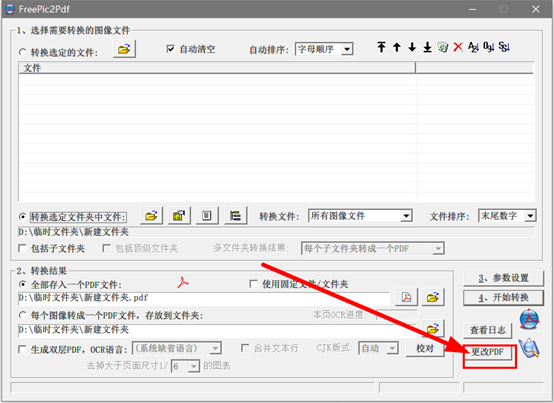 FreePic2Pdf
1、选择需要转换的图像文件
转换选定的文件: 自动清空 自动排序: 字母顺序
文件
转换选定文件夹中文件: 转换文件: 所有图像文件 文件排序: 末尾数字
D:\临时文件夹\新建文件夹
包括子文件夹 包括顶级文件夹 多文件夹转换结果: 每个子文件夹转成一个PDF
2、转换结果
全部存入一个PDF文件: 使用固定文件/文件夹
D:\临时文件夹\新建文件夹.pdf
每个图像转成一个PDF文件，存放到文件夹: 本页OCR进度:
D:\临时文件夹\新建文件夹
生成双层PDF，OCR语言: (系统缺省语言) 合并文本行 CJK版式 自动 校对
去掉大于页面尺寸1/ 6 的图表
3、参数设置
4、开始转换
查看日志
更改PDF